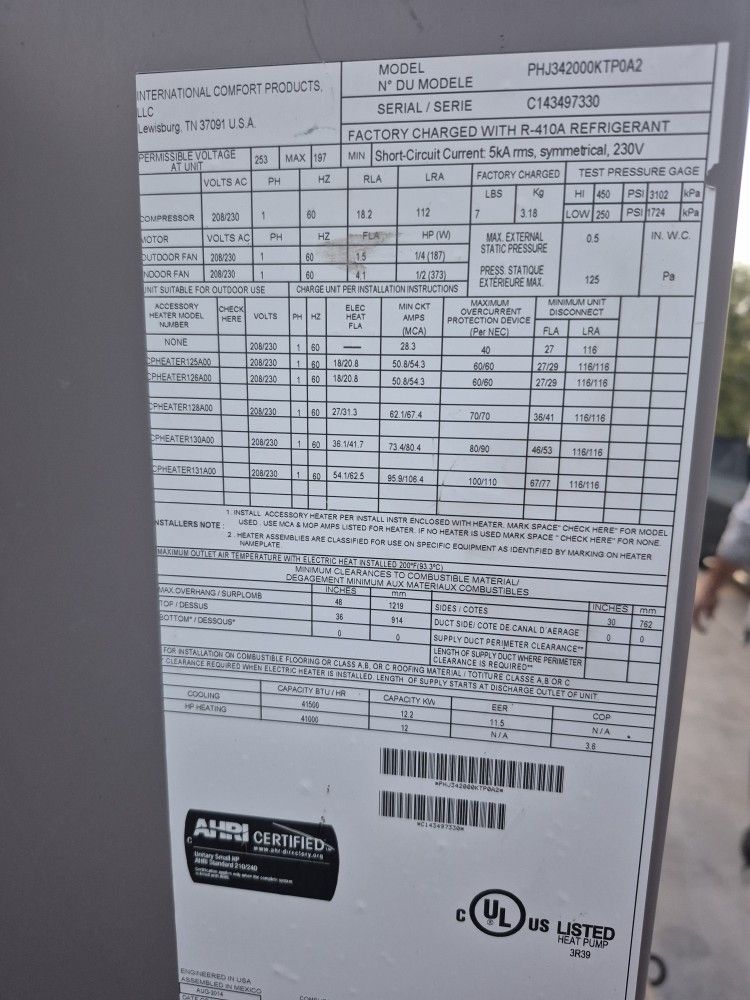 INTERNATIONAL COMFORT PRODUCTS, LLC
Lewisburg, TN 37091 U.S.A.
MODEL N° DU MODELE PHJ342000KTP0A2
SERIAL / SERIE C143497330
FACTORY CHARGED WITH R-410A REFRIGERANT
PERMISSIBLE VOLTAGE AT UNIT 253 MAX 197 MIN Short-Circuit Current: 5kA rms, symmetrical, 230V
VOLTS AC PH HZ RLA LRA FACTORY CHARGED TEST PRESSURE GAGE
LBS Kg HI 450 PSI 3102 kPa
COMPRESSOR 208/230 1 60 18.2 112 7 3.18 LOW 250 PSI 1724 kPa
MOTOR VOLTS AC PH HZ FLA HP (W) MAX. EXTERNAL STATIC PRESSURE 0.5 IN. W.C.
OUTDOOR FAN 208/230 1 60 1.5 1/4 (187)
INDOOR FAN 208/230 1 60 4.1 1/2 (373) PRESS. STATIQUE EXTÉRIEURE MAX. 125 Pa
UNIT SUITABLE FOR OUTDOOR USE CHARGE UNIT PER INSTALLATION INSTRUCTIONS
ACCESSORY HEATER MODEL NUMBER CHECK HERE VOLTS PH HZ ELEC HEAT FLA MIN CKT AMPS (MCA) MAXIMUM OVERCURRENT PROTECTION DEVICE (Per NEC) MINIMUM UNIT DISCONNECT
FLA LRA
NONE 208/230 1 60 — 28.3 40 27 116
CPHEATER125A00 208/230 1 60 18/20.8 50.8/54.3 60/60 27/29 116/116
CPHEATER126A00 208/230 1 60 18/20.8 50.8/54.3 60/60 27/29 116/116
CPHEATER128A00 208/230 1 60 27/31.3 62.1/67.4 70/70 36/41 116/116
CPHEATER130A00 208/230 1 60 36.1/41.7 73.4/80.4 80/90 46/53 116/116
CPHEATER131A00 208/230 1 60 54.1/62.5 95.9/106.4 100/110 67/77 116/116
INSTALLERS NOTE : 1. INSTALL ACCESSORY HEATER PER INSTALL INSTR ENCLOSED WITH HEATER. MARK SPACE" CHECK HERE" FOR MODEL
USED . USE MCA & MOP AMPS LISTED FOR HEATER. IF NO HEATER IS USED MARK SPACE " CHECK HERE" FOR NONE.
2 . HEATER ASSEMBLIES ARE CLASSIFIED FOR USE ON SPECIFIC EQUIPMENT AS IDENTIFIED BY MARKING ON HEATER
NAMEPLATE.
MAXIMUM OUTLET AIR TEMPERATURE WITH ELECTRIC HEAT INSTALLED 200°F(93.3°C)
MINIMUM CLEARANCES TO COMBUSTIBLE MATERIAL/
DEGAGEMENT MINIMUM AUX MATERIAUX COMBUSTIBLES
INCHES mm INCHES mm
MAX.OVERHANG / SURPLOMB 48 1219 SIDES / COTES 30 762
TOP / DESSUS 36 914 DUCT SIDE/ COTE DE CANAL D´AERAGE 0 0
BOTTOM* / DESSOUS* 0 0 SUPPLY DUCT PERIMETER CLEARANCE**
LENGTH OF SUPPLY DUCT WHERE PERIMETER CLEARANCE IS REQUIRED**
FOR INSTALLATION ON COMBUSTIBLE FLOORING OR CLASS A,B, OR C ROOFING MATERIAL / TOTITURE CLASSE A,B OR C
CLEARANCE REQUIRED WHEN ELECTRIC HEATER IS INSTALLED. LENGTH OF SUPPLY STARTS AT DISCHARGE OUTLET OF UNIT
CAPACITY BTU / HR CAPACITY KW EER COP
COOLING 41500 12.2 11.5 N/A
HP HEATING 41000 12 N/A 3.6
*PHJ342000KTP0A2*
*C143497330*
AHRI CERTIFIED
www.ahri-directory.org
Unitary Small HP
AHRI Standard 210/240
C UL US LISTED
HEAT PUMP
3R39
ENGINEERED IN USA
ASSEMBLED IN MEXICO
AUG-2014